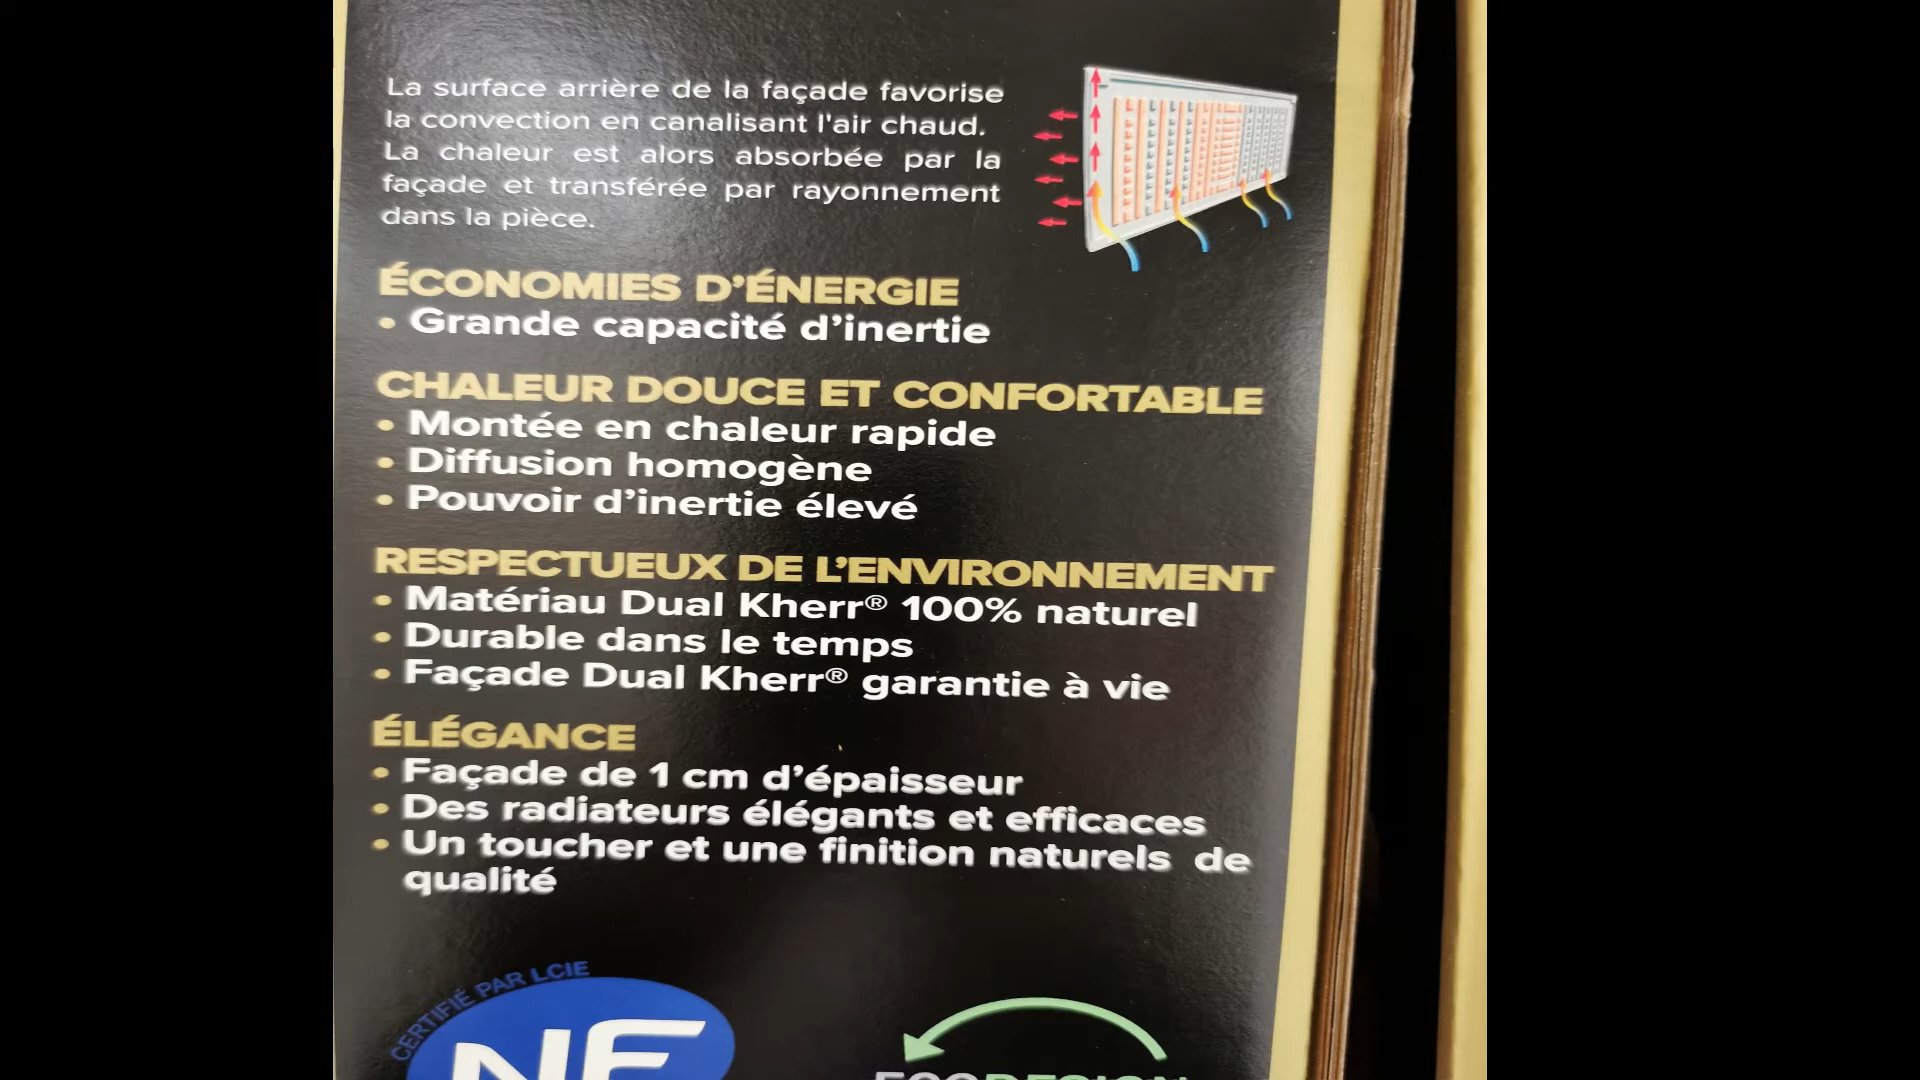 La surface arrière de la façade favorise
la convection en canalisant l'air chaud.
La chaleur est alors absorbée par la
façade et transférée par rayonnement
dans la pièce.
ÉCONOMIES D'ÉNERGIE
• Grande capacité d'inertie
CHALEUR DOUCE ET CONFORTABLE
• Montée en chaleur rapide
• Diffusion homogène
• Pouvoir d'inertie élevé
RESPECTUEUX DE L'ENVIRONNEMENT
• Matériau Dual Kherr® 100% naturel
• Durable dans le temps
• Façade Dual Kherr® garantie à vie
ÉLÉGANCE
• Façade de 1 cm d'épaisseur
• Des radiateurs élégants et efficaces
• Un toucher et une finition naturels de
qualité
CERTIFIÉ PAR LCIE
NF
ECODESIGN